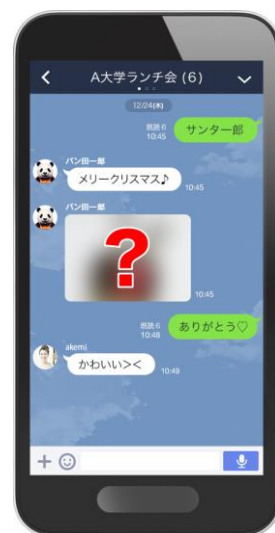 A大学ランチ会 (6)
12/24(木)
既読 6
10:45
サンタ一郎
パン田一郎
メリークリスマス♪
10:45
パン田一郎
?
10:45
既読 6
10:48
ありがとう♡
akemi
かわいい><
10:49